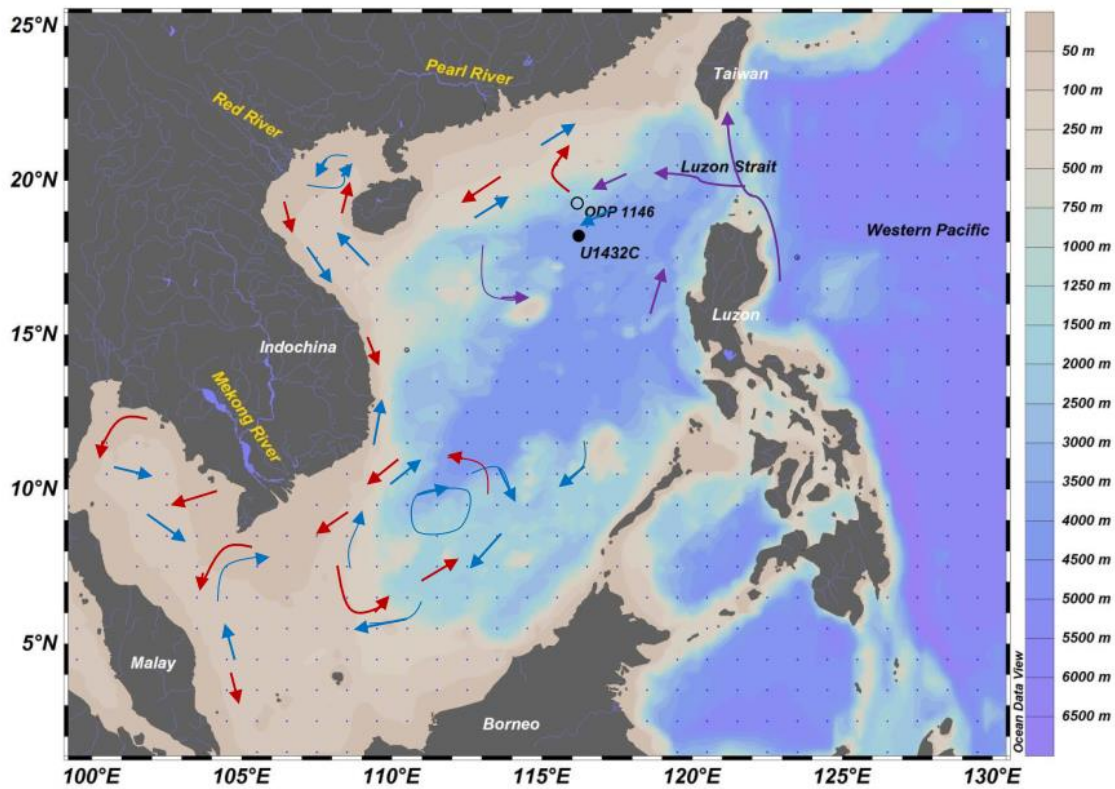 25°N
20°N
15°N
10°N
5°N
100°E
105°E
110°E
115°E
120°E
125°E
130°E
Pearl River
Taiwan
Red River
Luzon Strait
ODP 1146
U1432C
Western Pacific
Luzon
Indochina
Mekong River
Malay
Borneo
Ocean Data View
50 m
100 m
250 m
500 m
750 m
1000 m
1250 m
1500 m
2000 m
2500 m
3000 m
3500 m
4000 m
4500 m
5000 m
5500 m
6000 m
6500 m